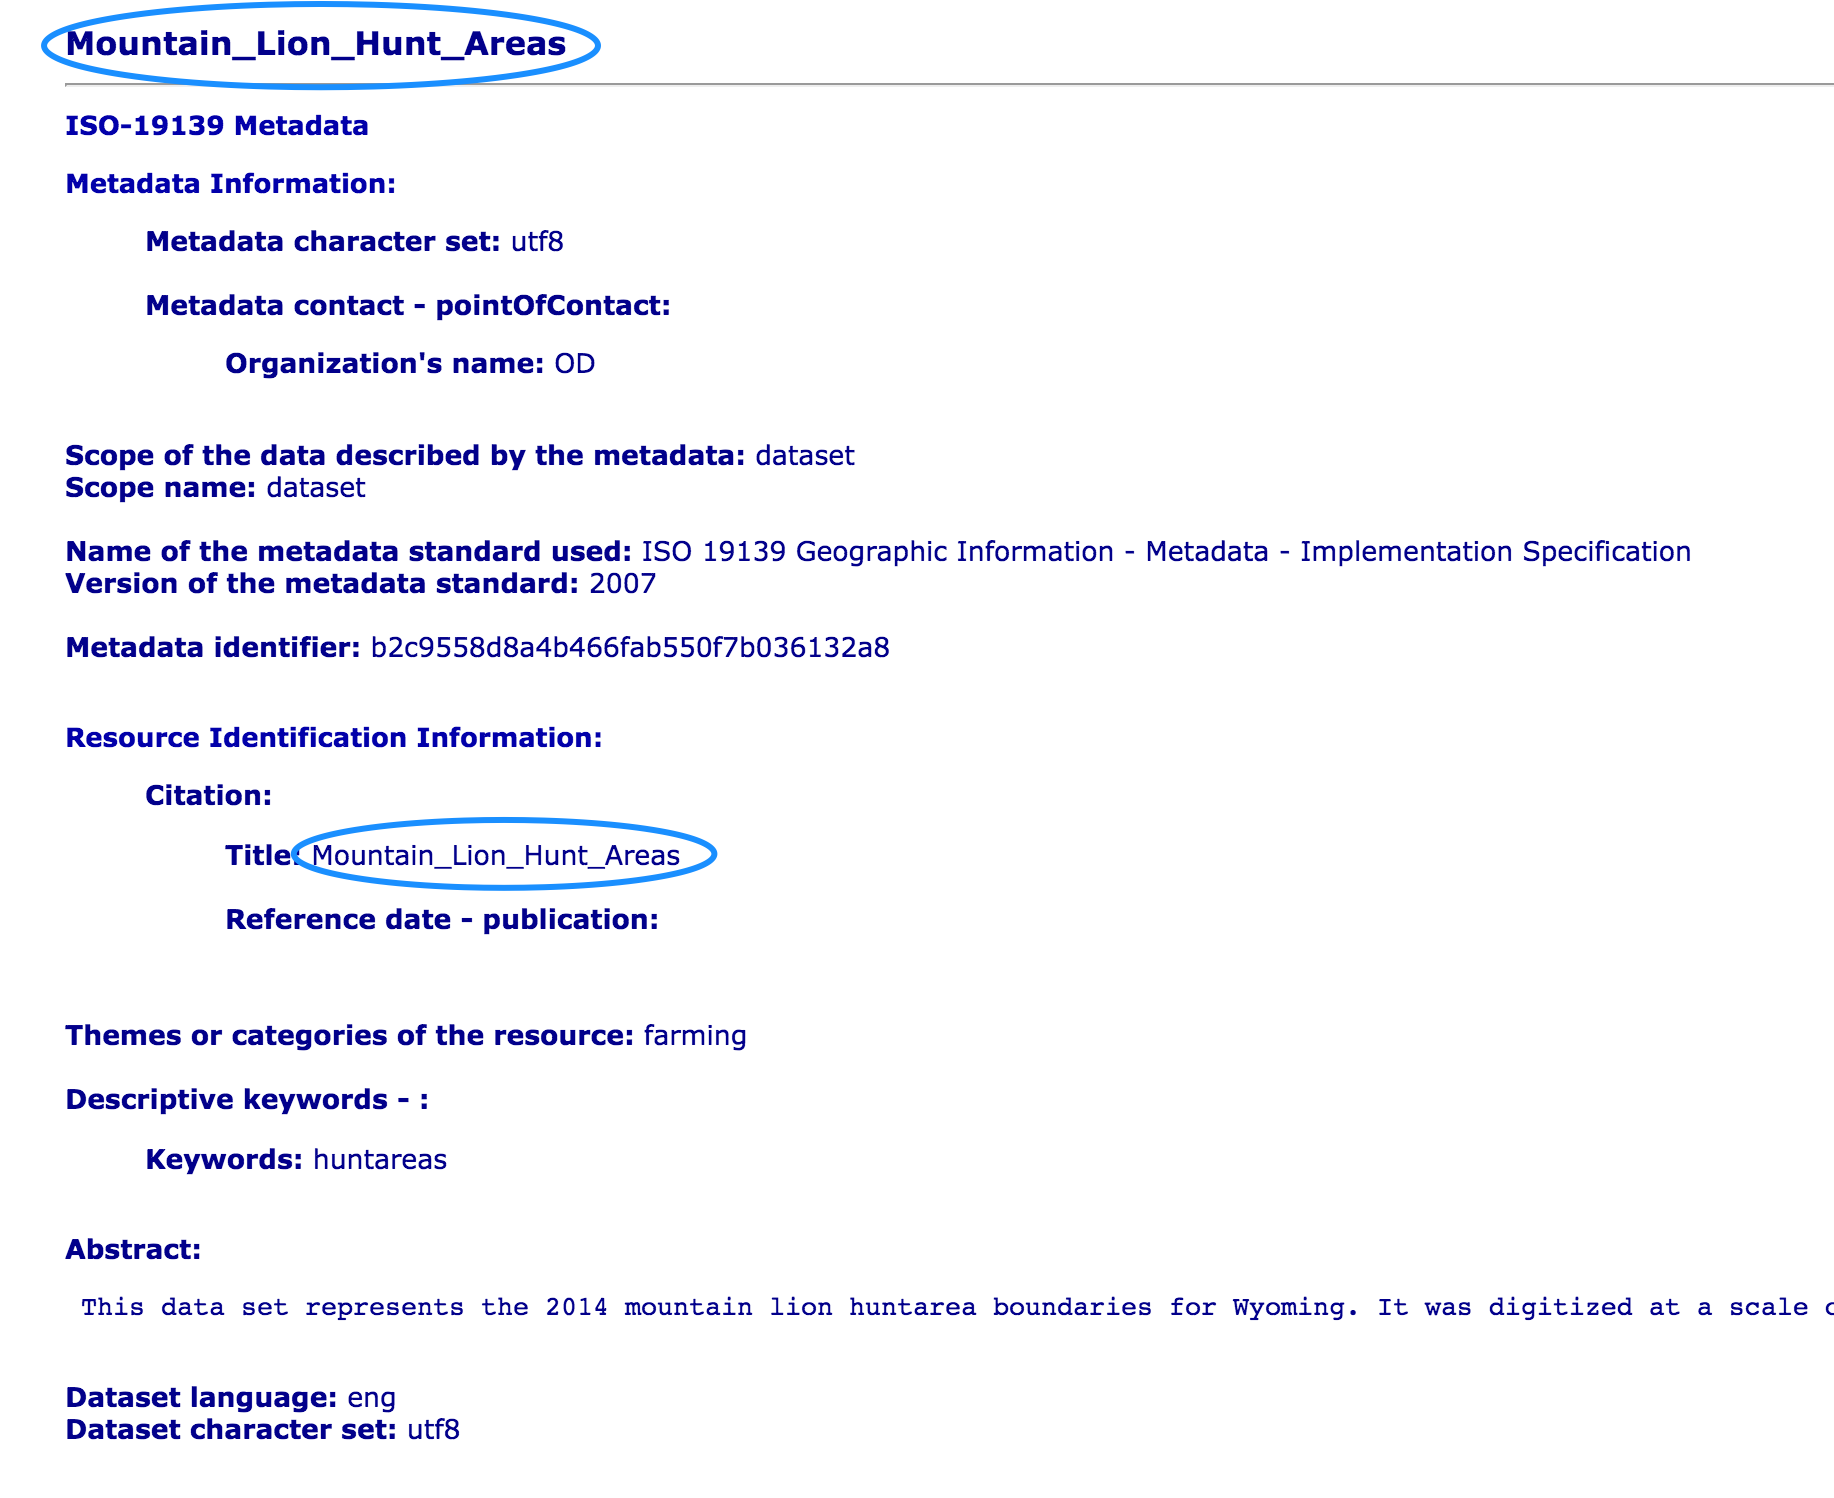 Mountain_Lion_Hunt_Areas
ISO-19139 Metadata
Metadata Information:
Metadata character set: utf8
Metadata contact - pointOfContact:
Organization's name: OD
Scope of the data described by the metadata: dataset
Scope name: dataset
Name of the metadata standard used: ISO 19139 Geographic Information - Metadata - Implementation Specification
Version of the metadata standard: 2007
Metadata identifier: b2c9558d8a4b466fab550f7b036132a8
Resource Identification Information:
Citation:
Title: Mountain_Lion_Hunt_Areas
Reference date - publication:
Themes or categories of the resource: farming
Descriptive keywords - :
Keywords: huntareas
Abstract:
This data set represents the 2014 mountain lion huntarea boundaries for Wyoming. It was digitized at a scale
Dataset language: eng
Dataset character set: utf8